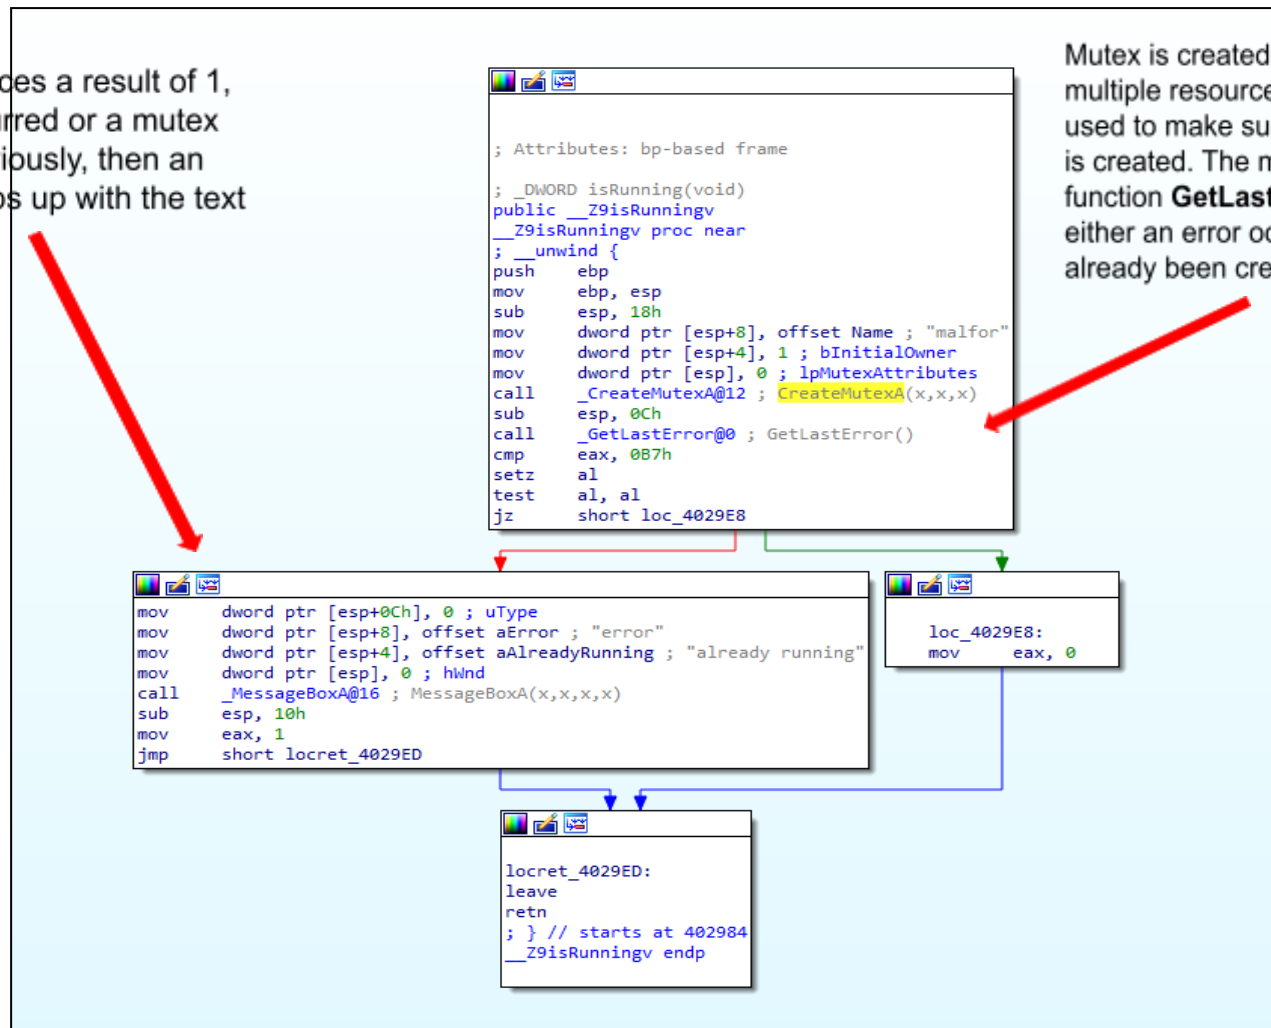 ces a result of 1,
urred or a mutex
iously, then an
os up with the text
Mutex is created
multiple resource
used to make su
is created. The m
function GetLast
either an error oc
already been cre
; Attributes: bp-based frame
; _DWORD isRunning(void)
public __Z9isRunningv
__Z9isRunningv proc near
; __unwind {
push ebp
mov ebp, esp
sub esp, 18h
mov dword ptr [esp+8], offset Name ; "malfor"
mov dword ptr [esp+4], 1 ; bInitialOwner
mov dword ptr [esp], 0 ; lpMutexAttributes
call _CreateMutexA@12 ; CreateMutexA(x,x,x)
sub esp, 0Ch
call _GetLastError@0 ; GetLastError()
cmp eax, 0B7h
setz al
test al, al
jz short loc_4029E8
mov dword ptr [esp+0Ch], 0 ; uType
mov dword ptr [esp+8], offset aError ; "error"
mov dword ptr [esp+4], offset aAlreadyRunning ; "already running"
mov dword ptr [esp], 0 ; hWnd
call _MessageBoxA@16 ; MessageBoxA(x,x,x,x)
sub esp, 10h
mov eax, 1
jmp short locret_4029ED
loc_4029E8:
mov eax, 0
locret_4029ED:
leave
retn
; } // starts at 402984
__Z9isRunningv endp